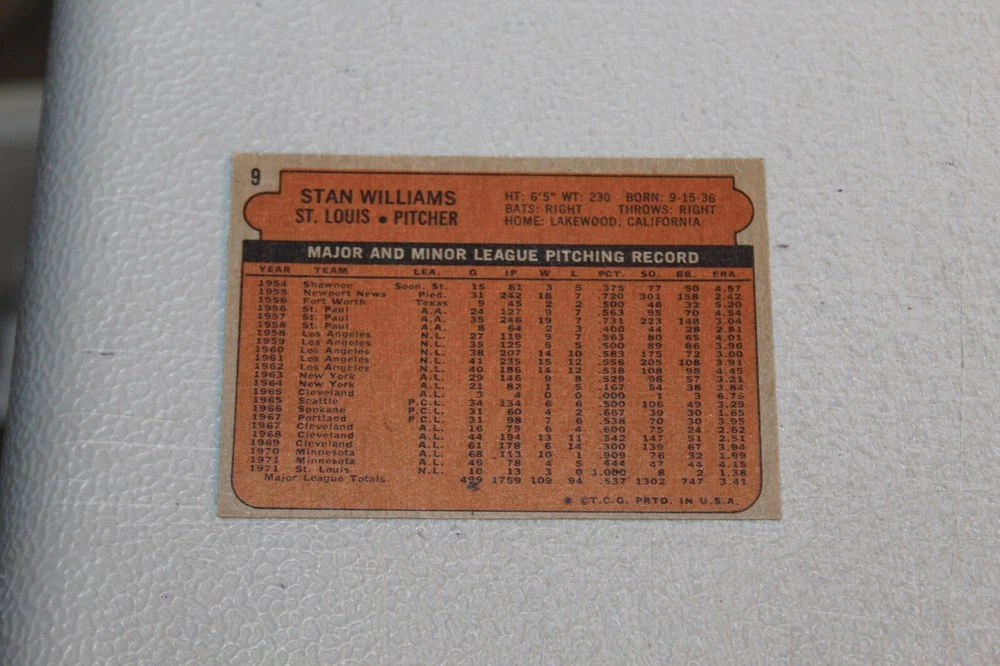 9
STAN WILLIAMS
ST. LOUIS • PITCHER
HT: 6'5" WT: 230 BORN: 9-15-36
BATS: RIGHT THROWS: RIGHT
HOME: LAKEWOOD, CALIFORNIA
MAJOR AND MINOR LEAGUE PITCHING RECORD
YEAR TEAM LEA. G IP W L PCT. SO. BB. ERA.
1954 Shawnee Soon. St. 15 81 3 5 .375 77 50 4.57
1955 Newport News Pied. 31 242 18 7 .720 301 158 2.42
1956 Fort Worth Texas 9 45 2 2 .500 46 32 5.20
1956 St. Paul A.A. 24 127 9 7 .563 95 70 4.54
1957 St. Paul A.A. 35 246 19 7 .731 223 148 3.04
1958 St. Paul A.A. 8 64 2 3 .400 44 28 2.81
1958 Los Angeles N.L. 27 119 9 7 .563 80 65 4.01
1959 Los Angeles N.L. 35 125 5 5 .500 89 86 3.96
1960 Los Angeles N.L. 38 207 14 10 .583 175 72 3.00
1961 Los Angeles N.L. 41 235 15 12 .556 205 108 3.91
1962 Los Angeles N.L. 40 186 14 12 .538 108 98 4.45
1963 New York A.L. 29 146 9 8 .529 98 57 3.21
1964 New York A.L. 21 82 1 5 .167 54 38 3.84
1965 Cleveland A.L. 3 4 0 0 .000 1 3 6.75
1965 Seattle P.C.L. 34 134 6 6 .500 106 49 3.29
1966 Spokane P.C.L. 31 60 4 2 .667 39 30 1.65
1967 Portland P.C.L. 31 98 7 6 .538 70 30 3.95
1967 Cleveland A.L. 16 79 6 4 .600 75 24 2.62
1968 Cleveland A.L. 44 194 13 11 .542 147 51 2.51
1969 Cleveland A.L. 61 178 6 14 .300 139 67 3.94
1970 Minnesota A.L. 68 113 10 1 .909 76 32 1.99
1971 Minnesota A.L. 46 78 4 5 .444 47 44 4.15
1971 St. Louis N.L. 10 13 3 0 1.000 8 2 1.38
Major League Totals 1759 109 94 .537 1302 747 3.41
* ©T.C.G. PRTD. IN U.S.A.